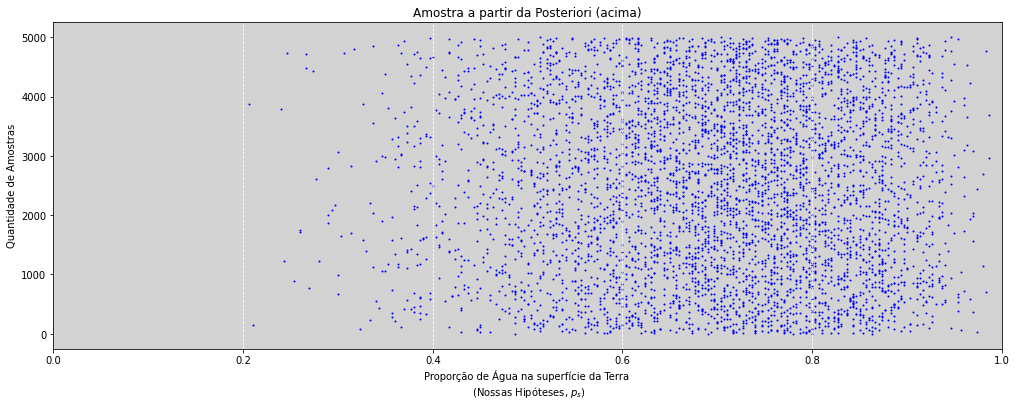 Amostra a partir da Posteriori (acima)
Quantidade de Amostras
5000
4000
3000
2000
1000
0
0.0 0.2 0.4 0.6 0.8 1.0
Proporção de Água na superfície da Terra
(Nossas Hipóteses, pₛ)